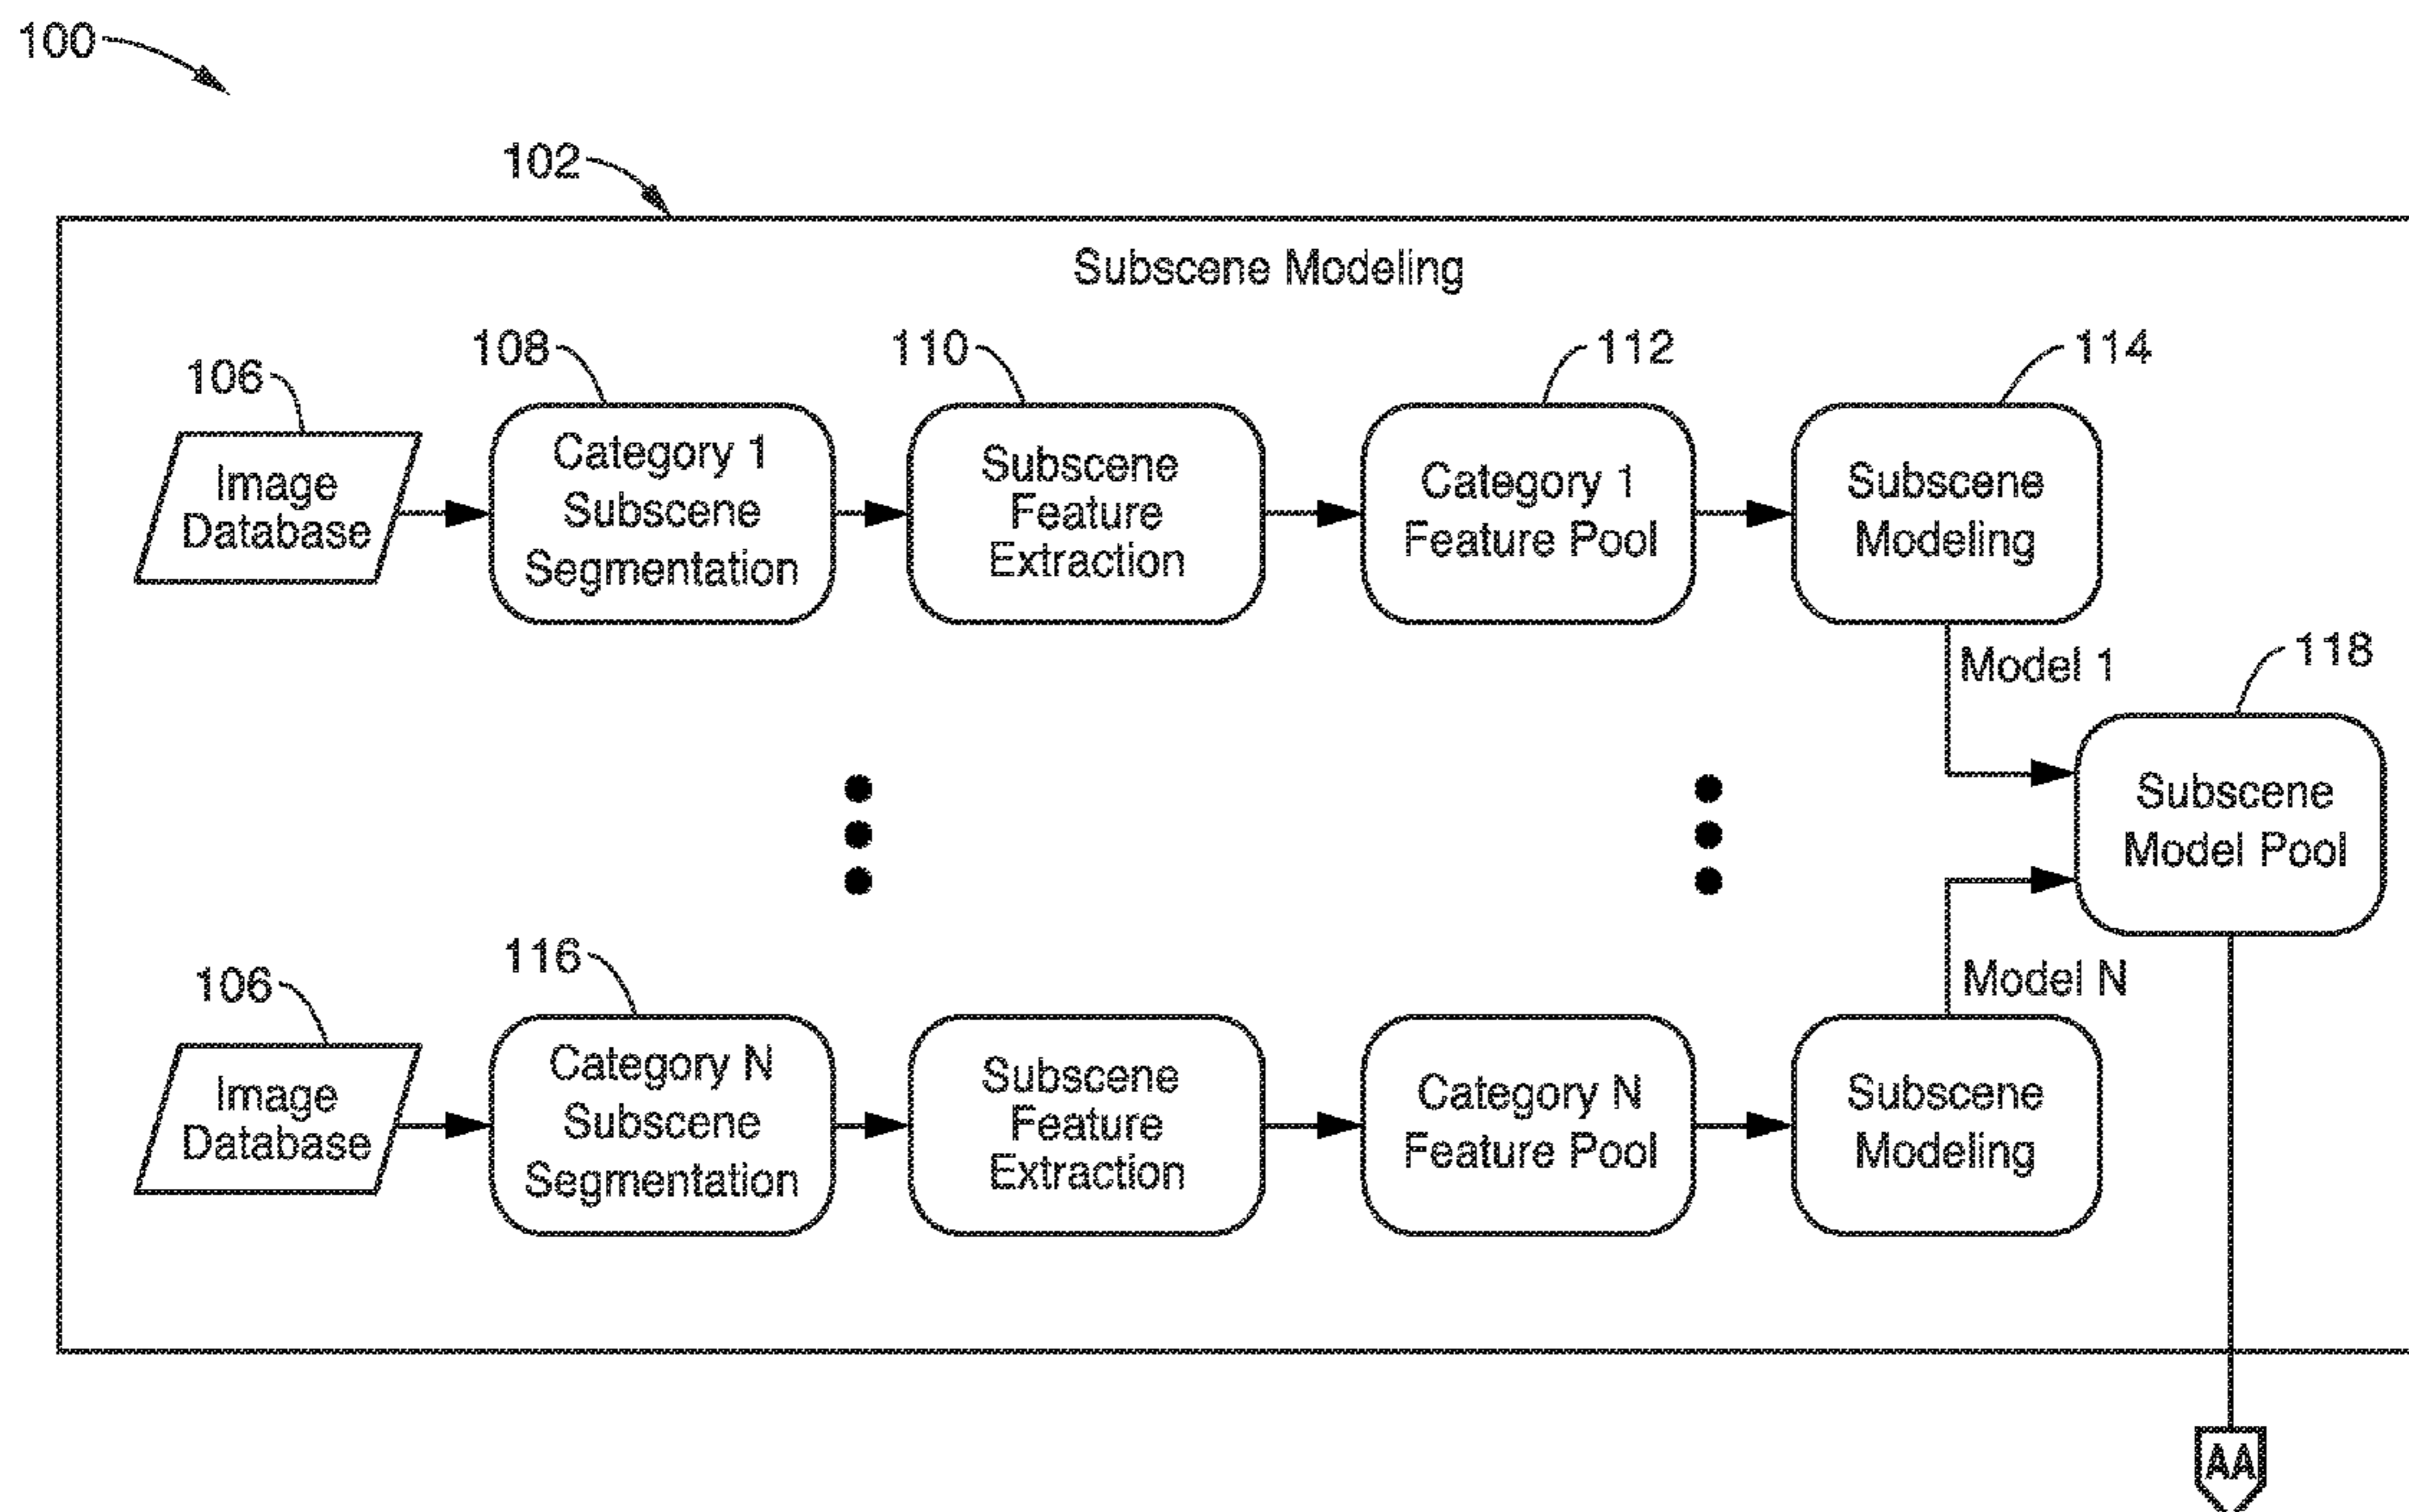 100
102
Subscene Modeling
106
108
110
112
114
Image
Database
Category 1
Subscene
Segmentation
Subscene
Feature
Extraction
Category 1
Feature Pool
Subscene
Modeling
Model 1
118
Subscene
Model Pool
Model N
106
116
Image
Database
Category N
Subscene
Segmentation
Subscene
Feature
Extraction
Category N
Feature Pool
Subscene
Modeling
AA